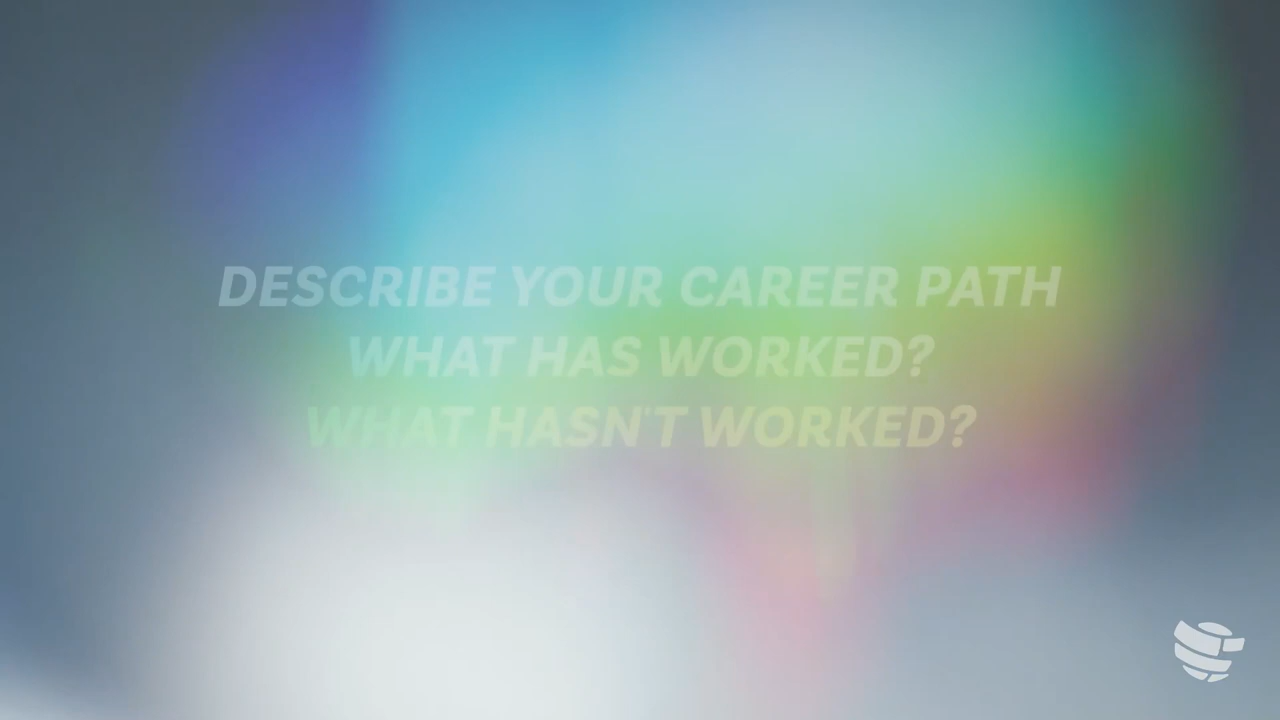 DESCRIBE YOUR CAREER PATH
WHAT HAS WORKED?
WHAT HASN'T WORKED?